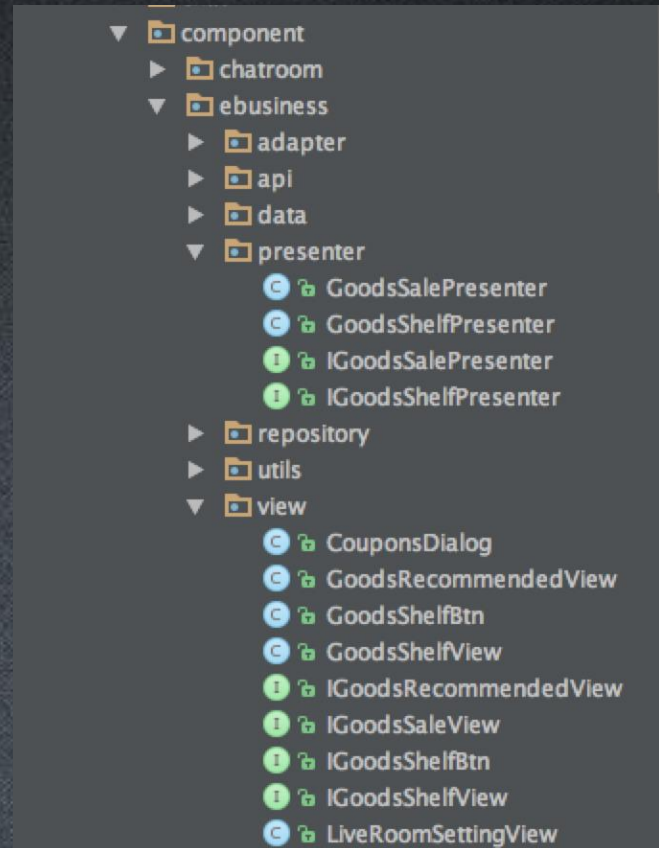 component
chatroom
ebusiness
adapter
api
data
presenter
C GoodsSalePresenter
C GoodsShelfPresenter
I IGoodsSalePresenter
I IGoodsShelfPresenter
repository
utils
view
C CouponsDialog
C GoodsRecommendedView
C GoodsShelfBtn
C GoodsShelfView
I IGoodsRecommendedView
I IGoodsSaleView
I IGoodsShelfBtn
I IGoodsShelfView
C LiveRoomSettingView